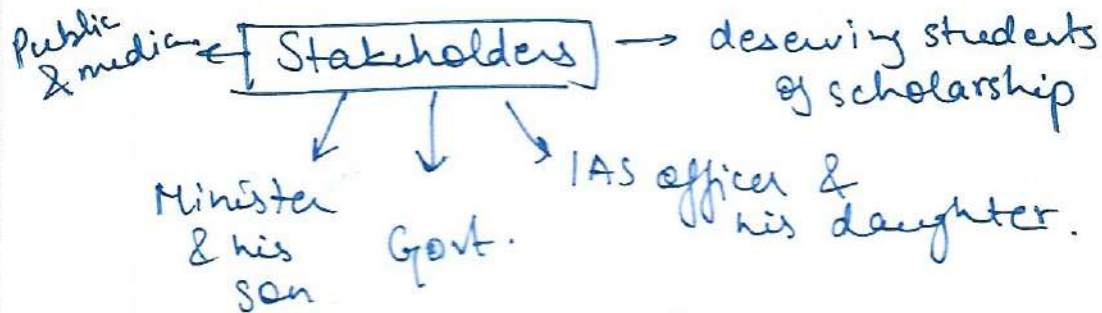 Public
& media
Stakeholders
deserving students
of scholarship
Minister
& his
son
Govt.
IAS officer &
his daughter.